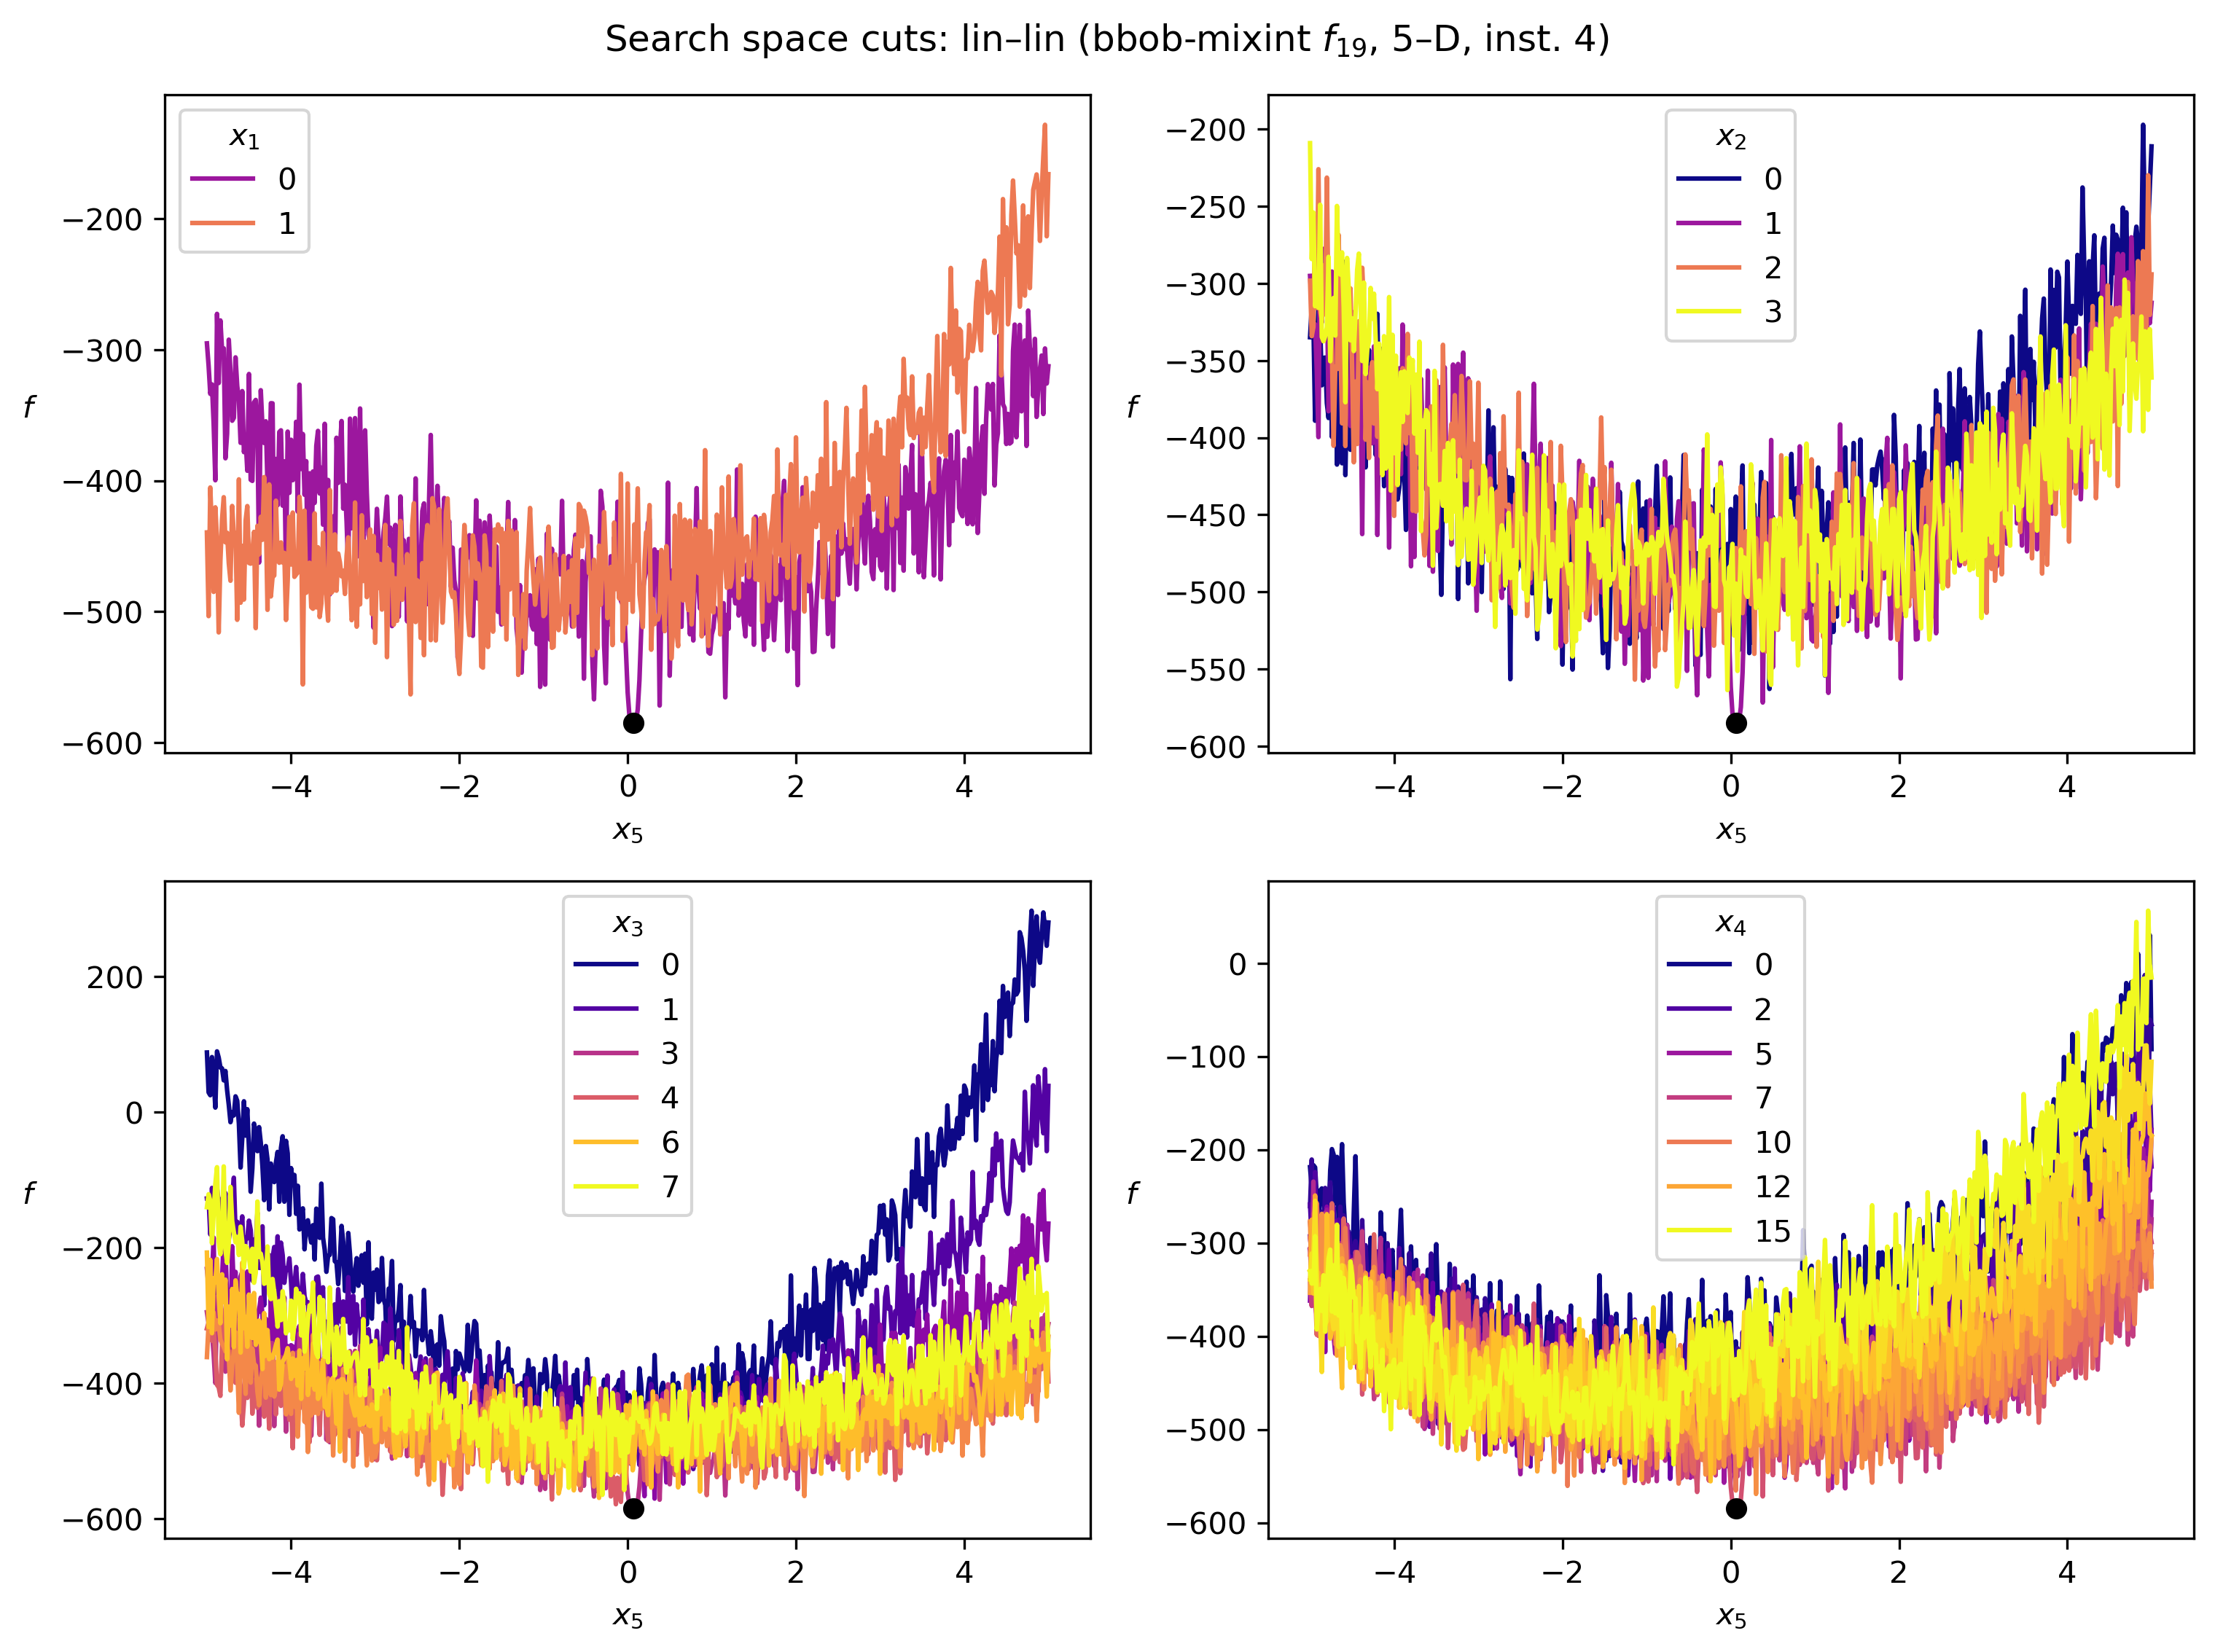 Search space cuts: lin–lin (bbob-mixint f₁₉, 5–D, inst. 4)
x₁
0
1
−200
−300
−400
−500
−600
f
−4 −2 0 2 4
x₅
x₂
0
1
2
3
−200
−250
−300
−350
−400
−450
−500
−550
−600
f
−4 −2 0 2 4
x₅
x₃
0
1
3
4
6
7
200
0
−200
−400
−600
f
−4 −2 0 2 4
x₅
x₄
0
2
5
7
10
12
15
0
−100
−200
−300
−400
−500
−600
f
−4 −2 0 2 4
x₅